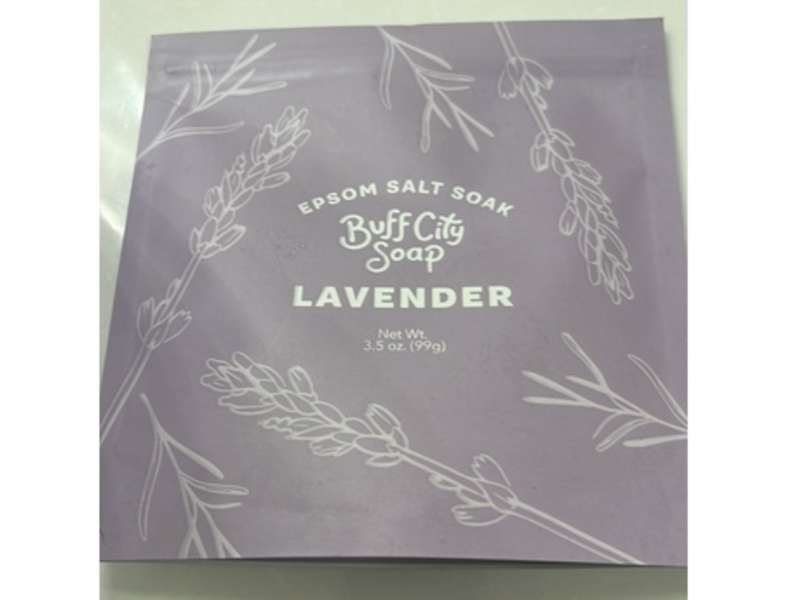 EPSOM SALT SOAK
Buff City
Soap
LAVENDER
Net Wt.
3.5 oz. (99g)